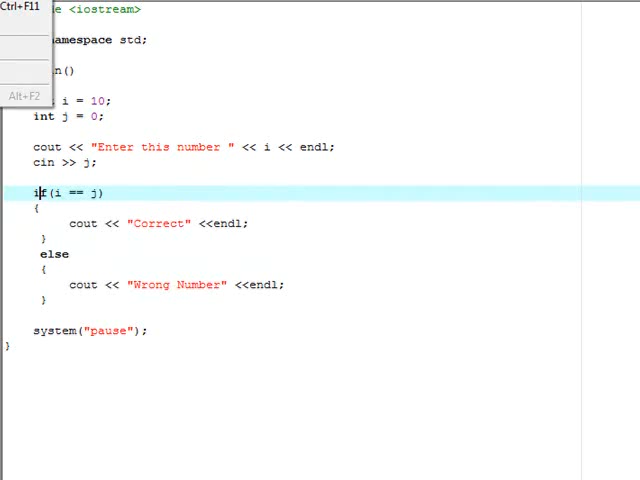 Ctrl+F11
e <iostream>
namespace std;
n()
Alt+F2
t i = 10;
int j = 0;
cout << "Enter this number " << i << endl;
cin >> j;
if(i == j)
{
cout << "Correct" <<endl;
}
else
{
cout << "Wrong Number" <<endl;
}
system("pause");
}